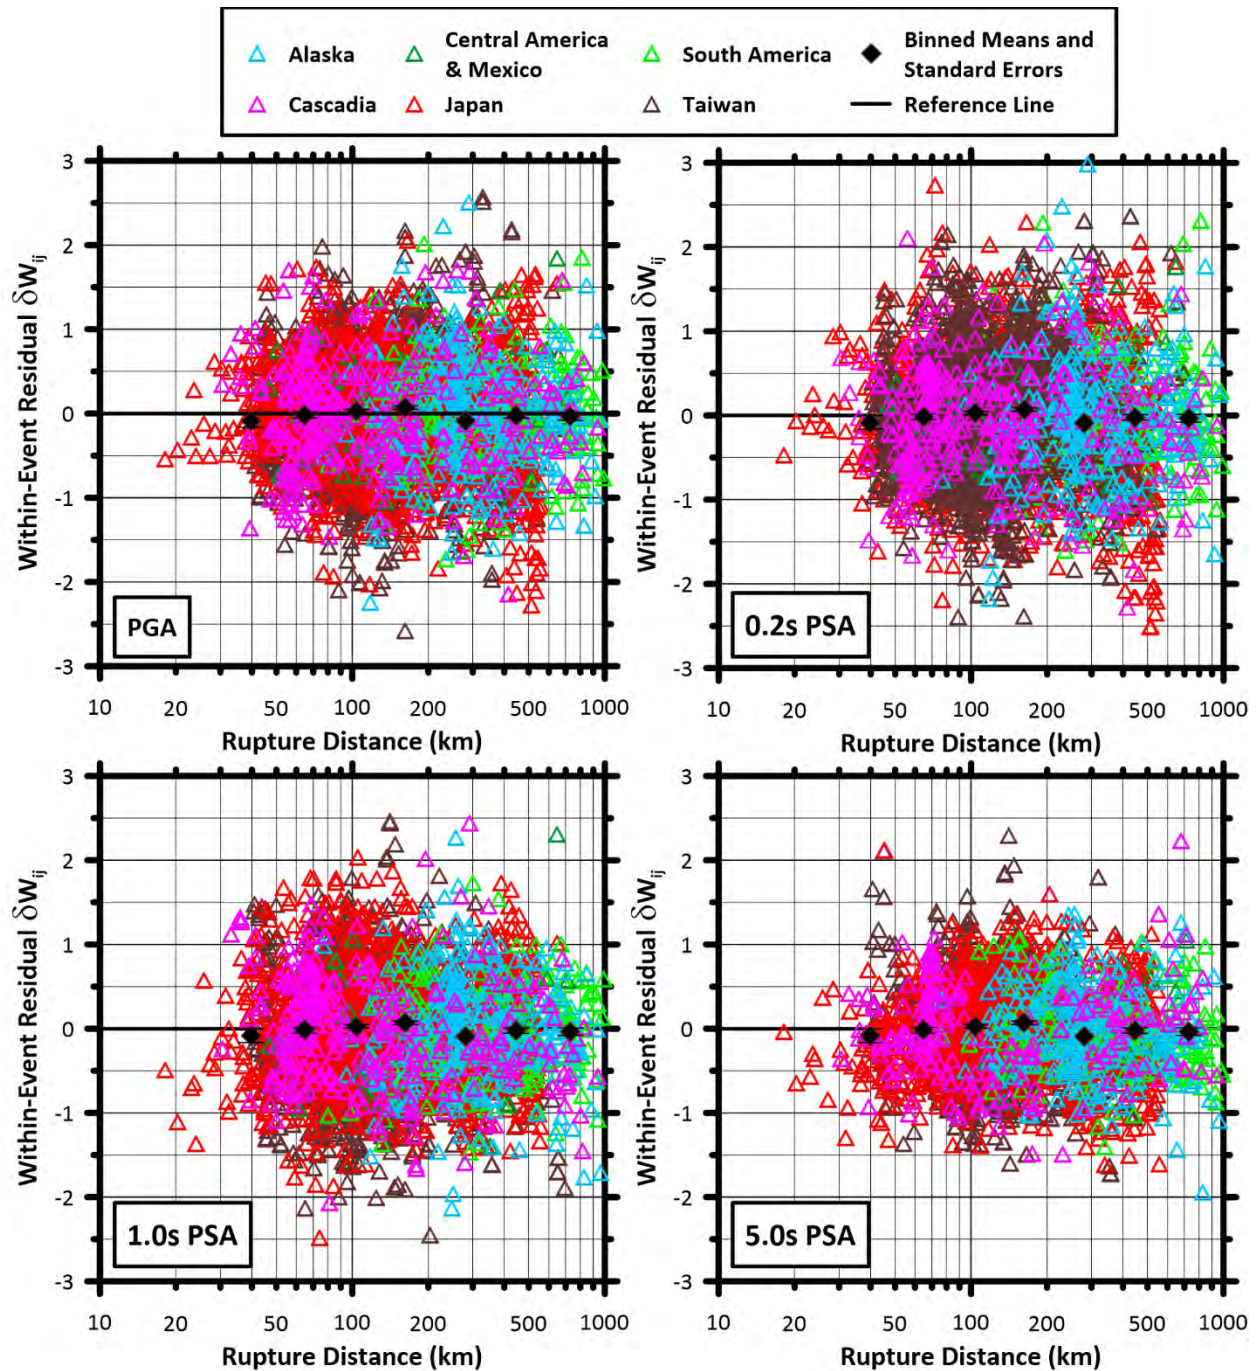 Alaska
Central America
& Mexico
South America
Binned Means and
Standard Errors
Cascadia
Japan
Taiwan
Reference Line
3
2
1
0
-1
-2
-3
Within-Event Residual δW_ij
PGA
10 20 50 100 200 500 1000
Rupture Distance (km)
3
2
1
0
-1
-2
-3
Within-Event Residual δW_ij
0.2s PSA
10 20 50 100 200 500 1000
Rupture Distance (km)
3
2
1
0
-1
-2
-3
Within-Event Residual δW_ij
1.0s PSA
10 20 50 100 200 500 1000
Rupture Distance (km)
3
2
1
0
-1
-2
-3
Within-Event Residual δW_ij
5.0s PSA
10 20 50 100 200 500 1000
Rupture Distance (km)